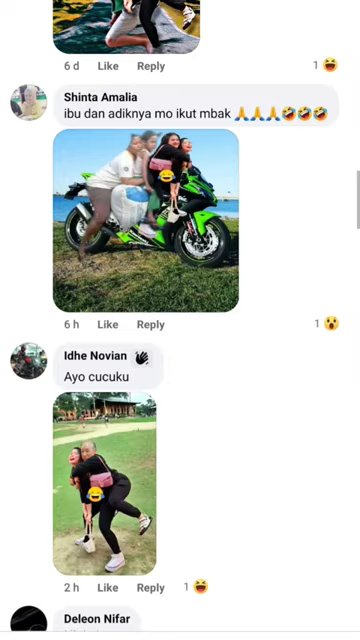 6 d Like Reply 1
Shinta Amalia
ibu dan adiknya mo ikut mbak 🙏🙏🙏🤣🤣🤣
6 h Like Reply 1
Idhe Novian
Ayo cucuku
2 h Like Reply 1
Deleon Nifar